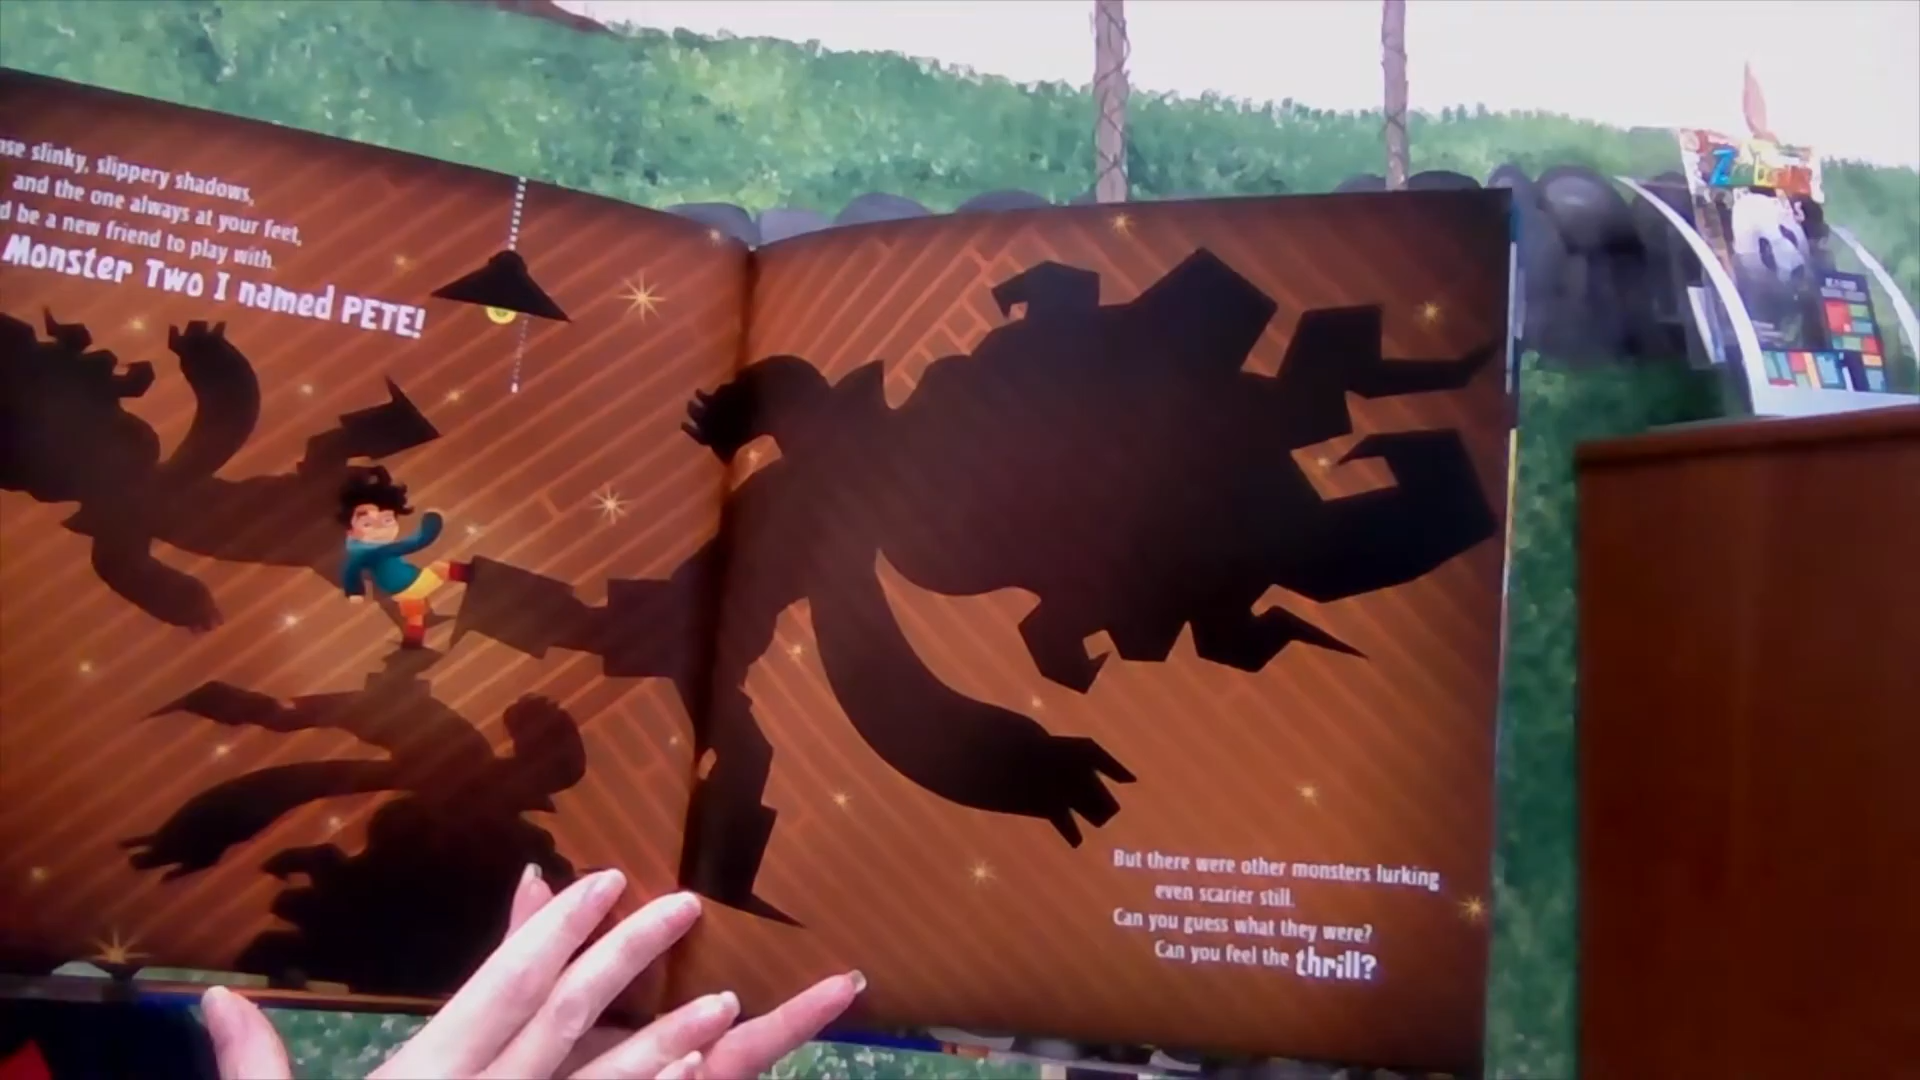 slinky, slippery shadows,
and the one always at your feet,
be a new friend to play with.
Monster Two I named PETE!
But there were other monsters lurking
even scarier still.
Can you guess what they were?
Can you feel the thrill?